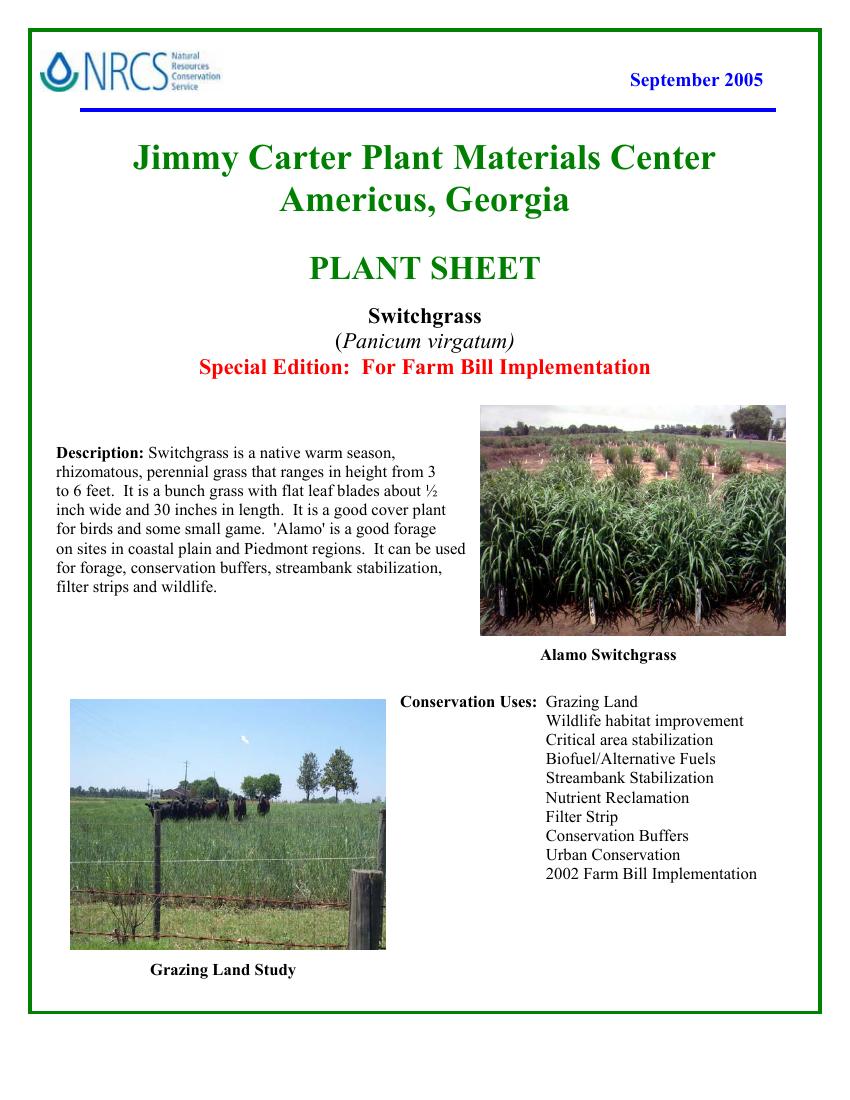 NRCS
Natural
Resources
Conservation
Service
September 2005
Jimmy Carter Plant Materials Center
Americus, Georgia
PLANT SHEET
Switchgrass
(Panicum virgatum)
Special Edition:  For Farm Bill Implementation
Description: Switchgrass is a native warm season,
rhizomatous, perennial grass that ranges in height from 3
to 6 feet.  It is a bunch grass with flat leaf blades about ½
inch wide and 30 inches in length.  It is a good cover plant
for birds and some small game.  'Alamo' is a good forage
on sites in coastal plain and Piedmont regions.  It can be used
for forage, conservation buffers, streambank stabilization,
filter strips and wildlife.
Alamo Switchgrass
Conservation Uses:  Grazing Land
Wildlife habitat improvement
Critical area stabilization
Biofuel/Alternative Fuels
Streambank Stabilization
Nutrient Reclamation
Filter Strip
Conservation Buffers
Urban Conservation
2002 Farm Bill Implementation
Grazing Land Study